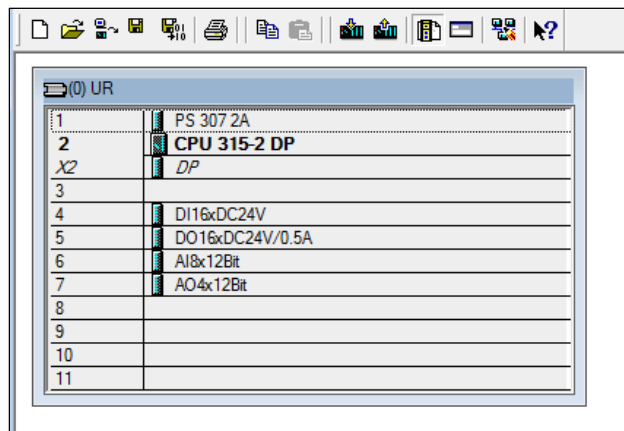 (0) UR
1 PS 307 2A
2 CPU 315-2 DP
X2 DP
3
4 DI16xDC24V
5 DO16xDC24V/0.5A
6 AI8x12Bit
7 AO4x12Bit
8
9
10
11